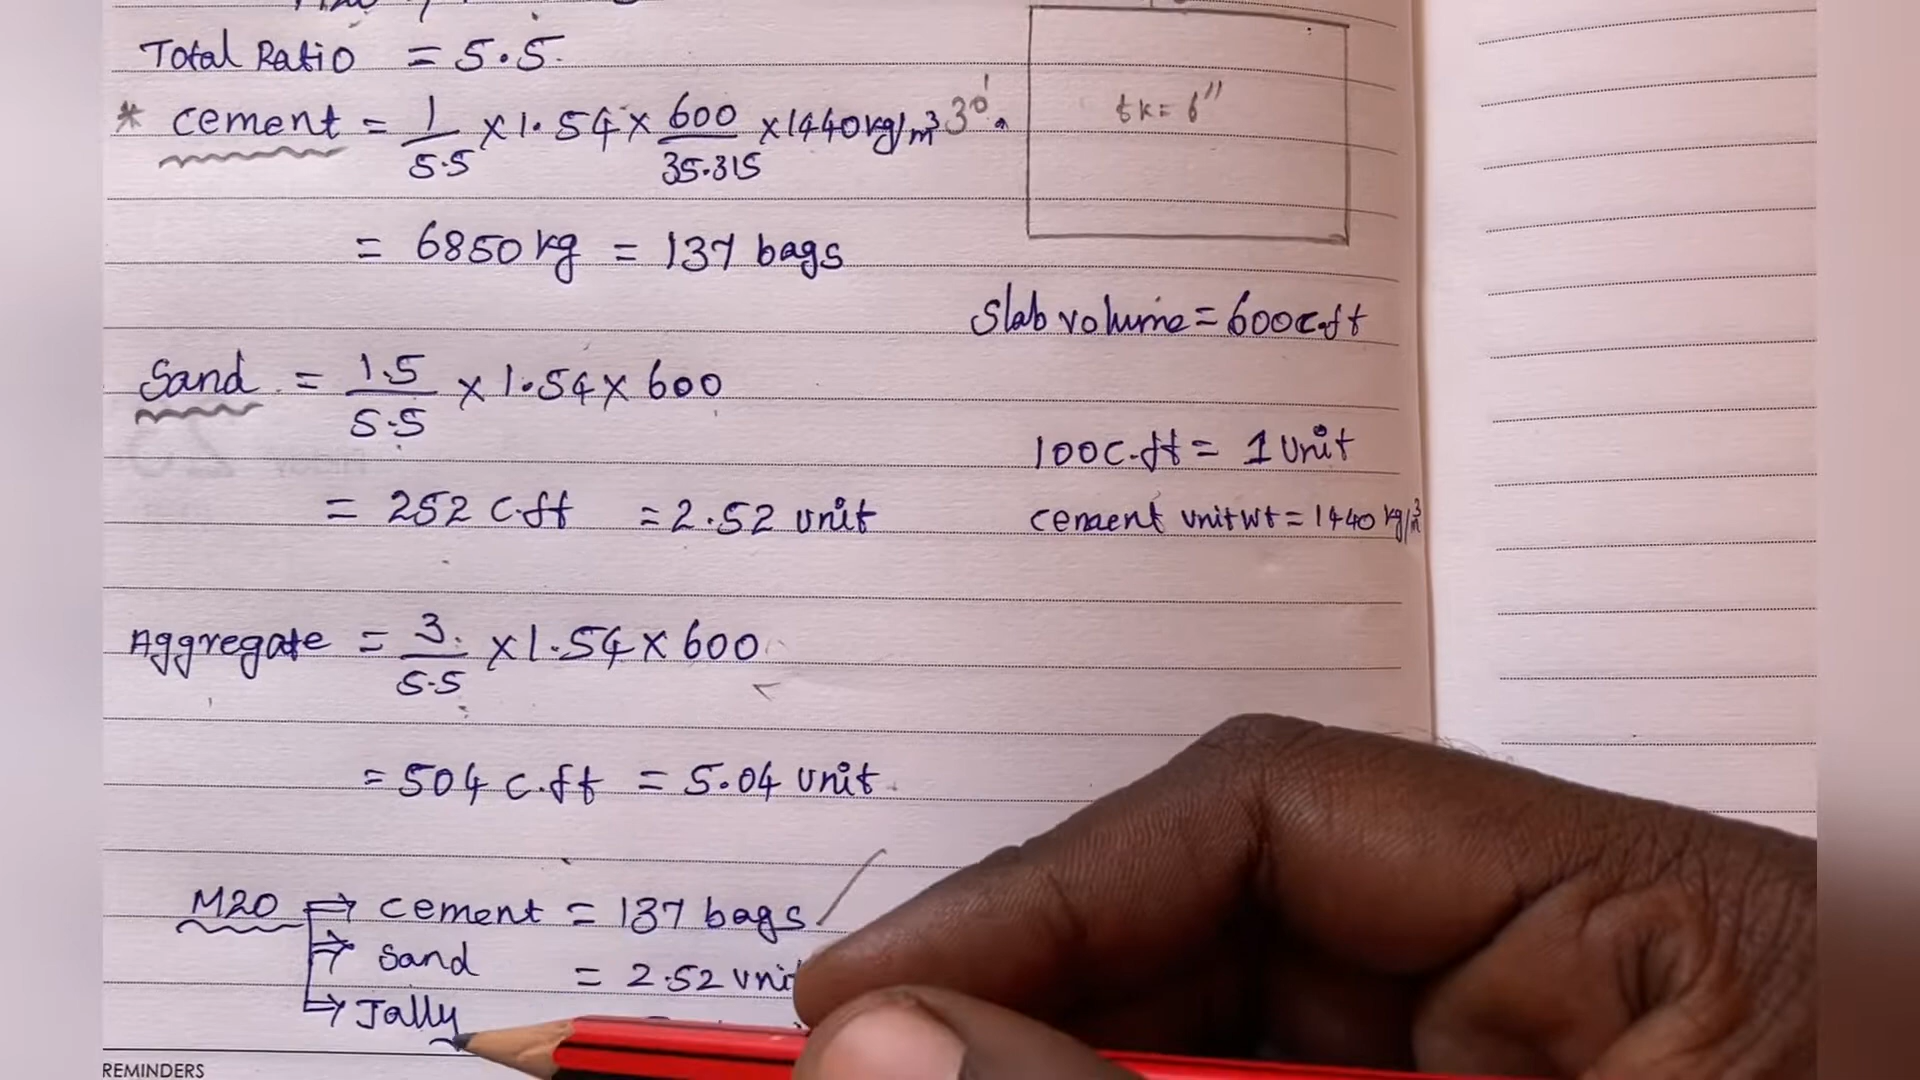 Total Ratio = 5.5
* cement = 1/5.5 x 1.54 x 600/35.315 x 1440 kg/m³
30'
tk = 6"
= 6850 kg = 137 bags
Slab volume = 600 c.ft
Sand = 1.5/5.5 x 1.54 x 600
100 C.ft = 1 Unit
= 252 C.ft = 2.52 unit
cement unit wt = 1440 kg/m³
Aggregate = 3/5.5 x 1.54 x 600
= 504 c.ft = 5.04 unit
M20 ⇒ cement = 137 bags
⇒ Sand = 2.52
⇒ Jally
REMINDERS